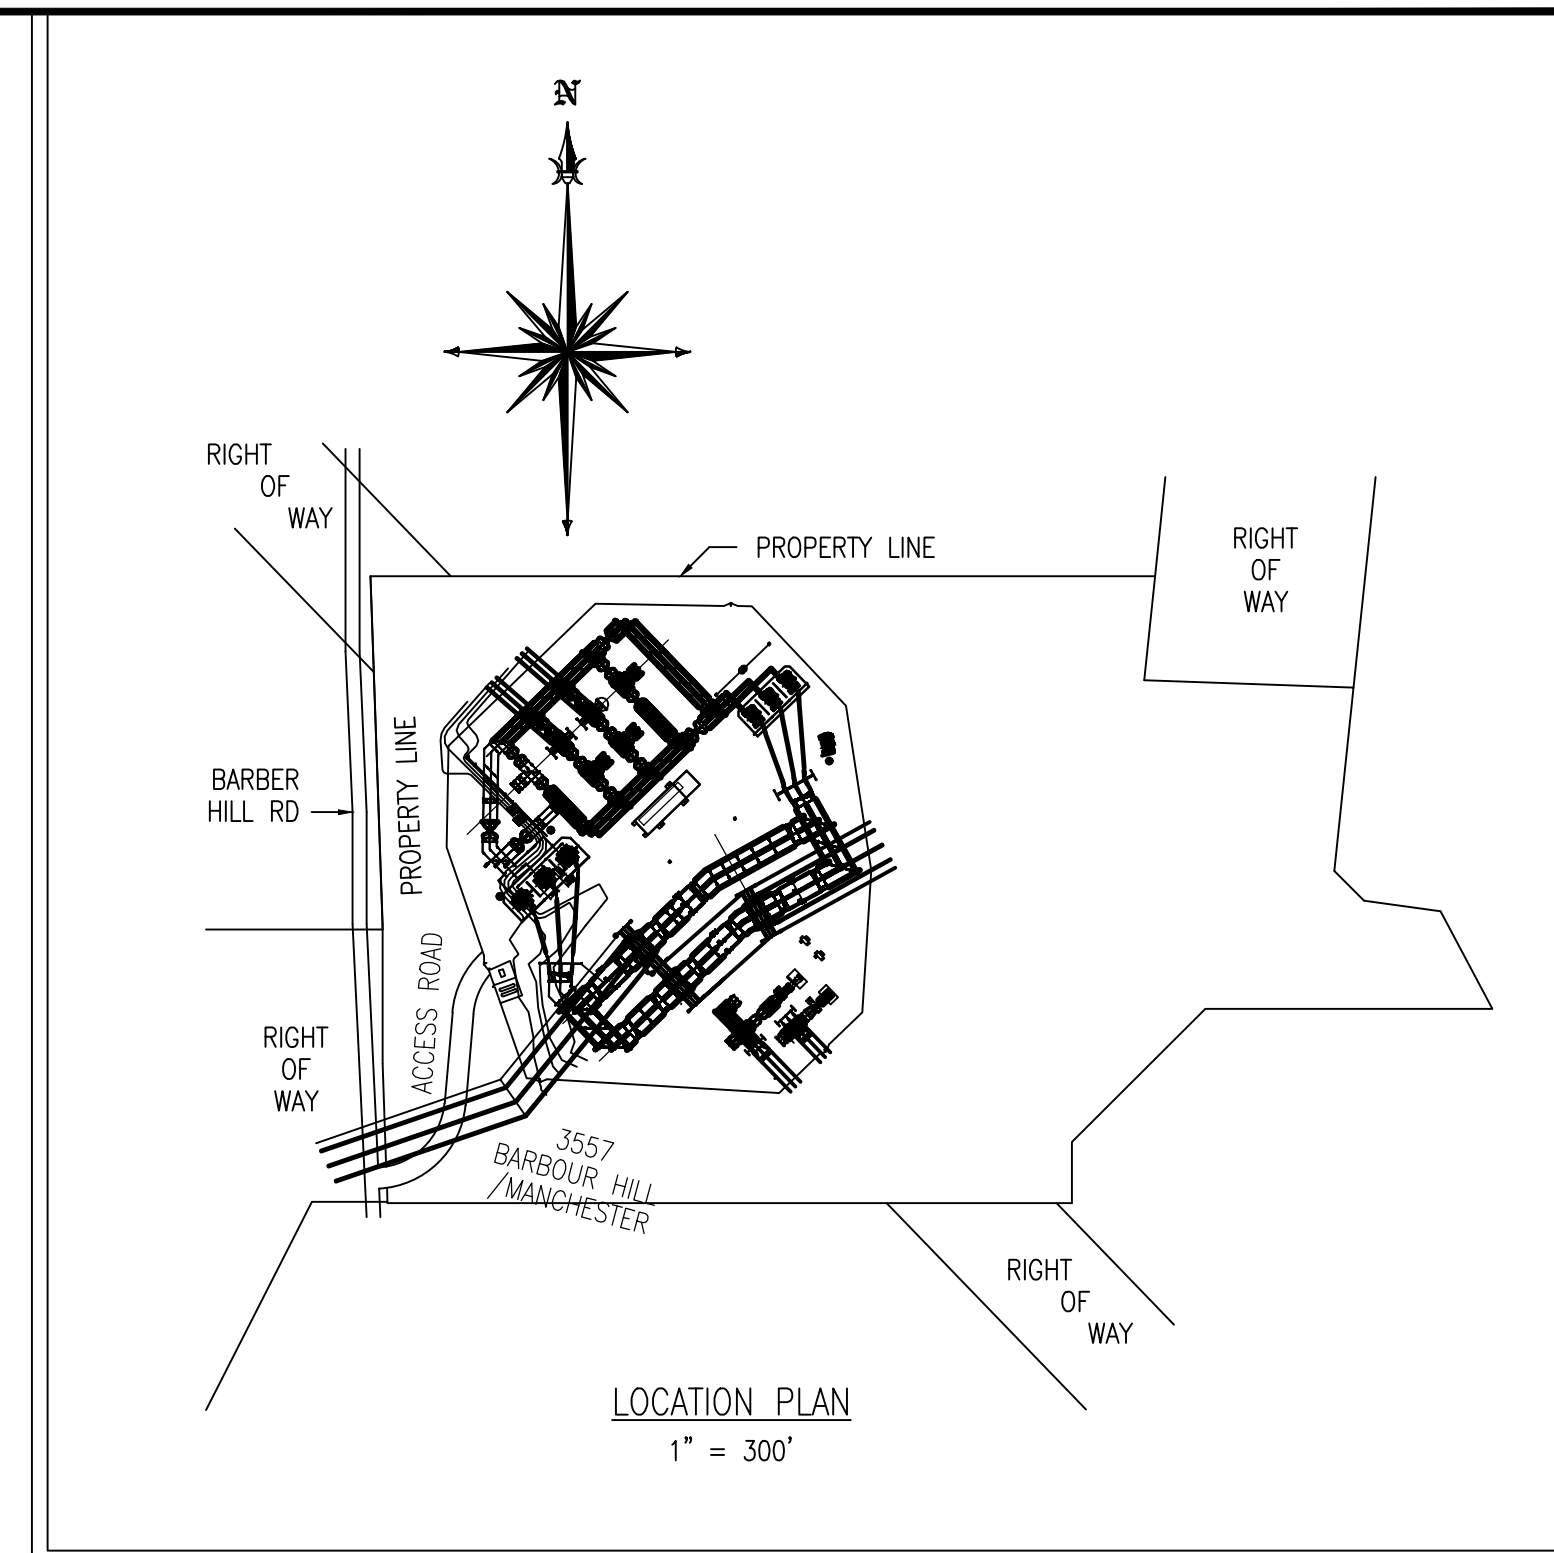 N
RIGHT
OF
WAY
PROPERTY LINE
RIGHT
OF
WAY
PROPERTY LINE
BARBER
HILL RD
ACCESS ROAD
RIGHT
OF
WAY
3557
BARBOUR HILL
/MANCHESTER
RIGHT
OF
WAY
LOCATION PLAN
1" = 300'